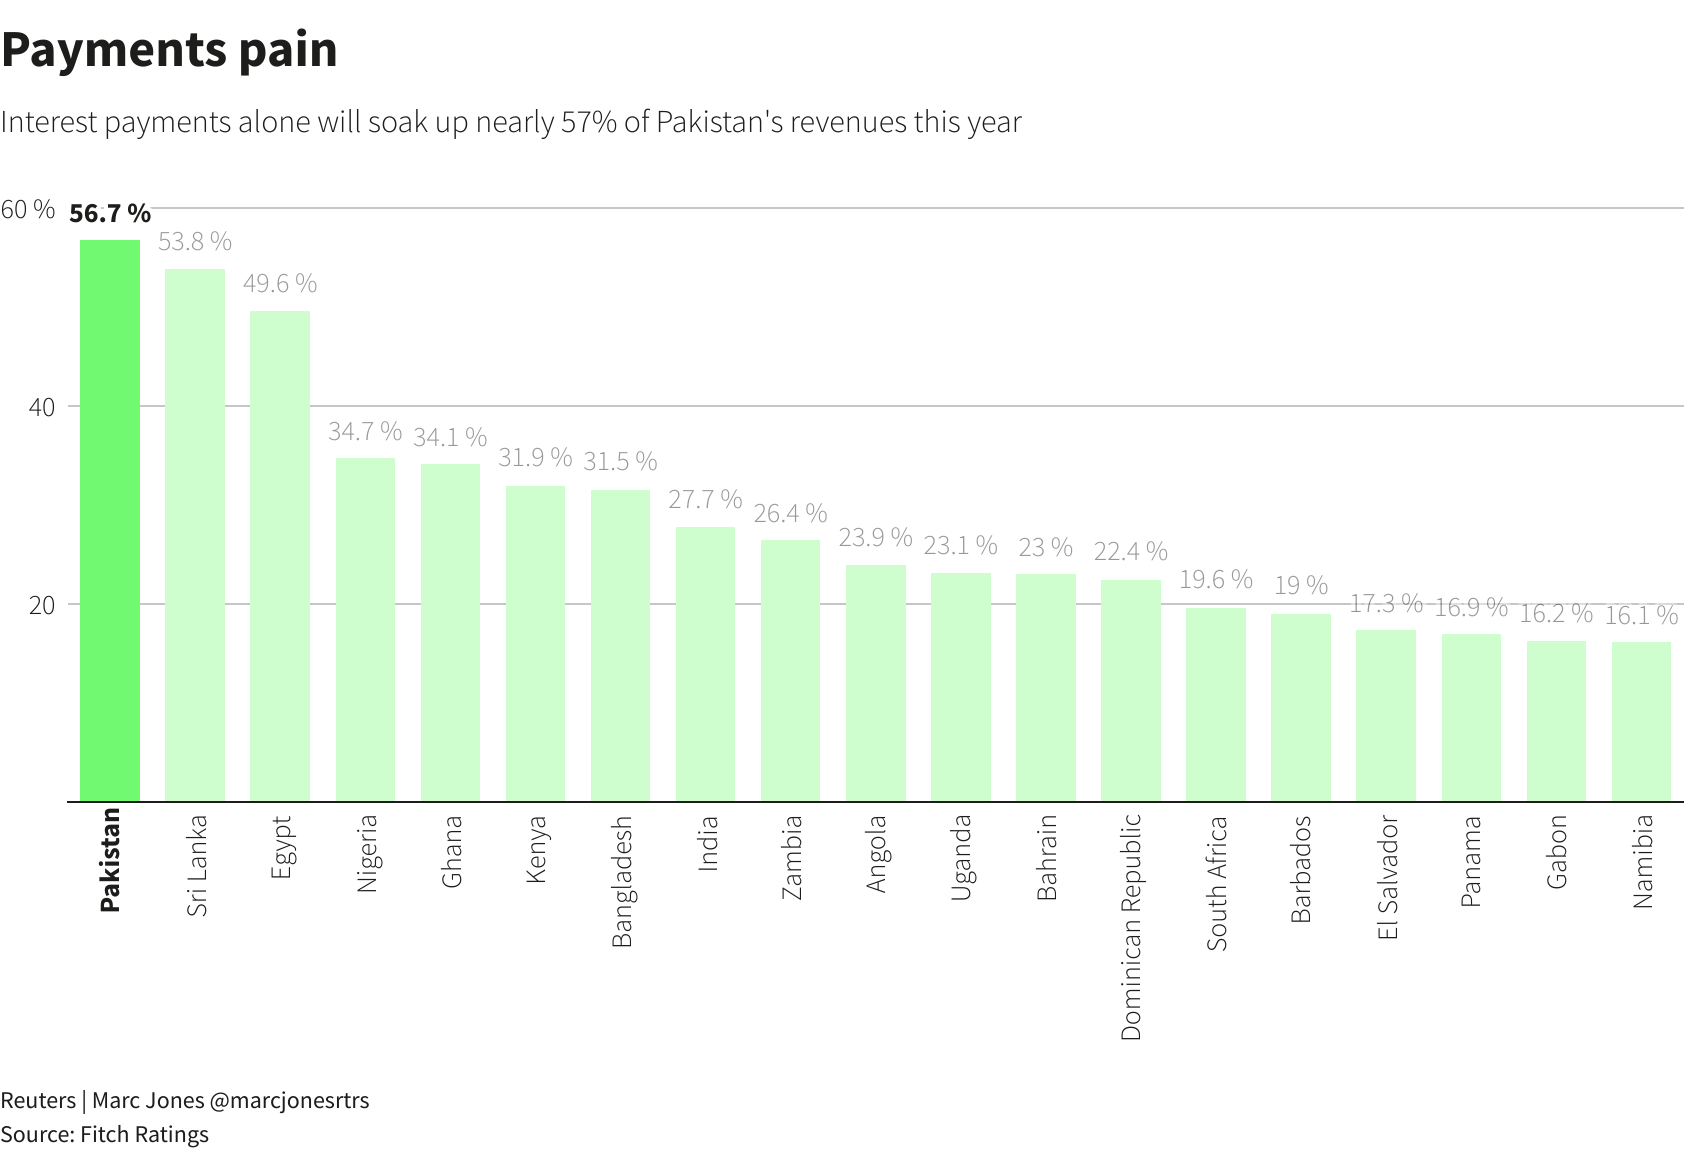 Payments pain
Interest payments alone will soak up nearly 57% of Pakistan's revenues this year
60 %
40
20
56.7 %
53.8 %
49.6 %
34.7 %
34.1 %
31.9 %
31.5 %
27.7 %
26.4 %
23.9 %
23.1 %
23 %
22.4 %
19.6 %
19 %
17.3 %
16.9 %
16.2 %
16.1 %
Pakistan
Sri Lanka
Egypt
Nigeria
Ghana
Kenya
Bangladesh
India
Zambia
Angola
Uganda
Bahrain
Dominican Republic
South Africa
Barbados
El Salvador
Panama
Gabon
Namibia
Reuters | Marc Jones @marcjonesrtrs
Source: Fitch Ratings